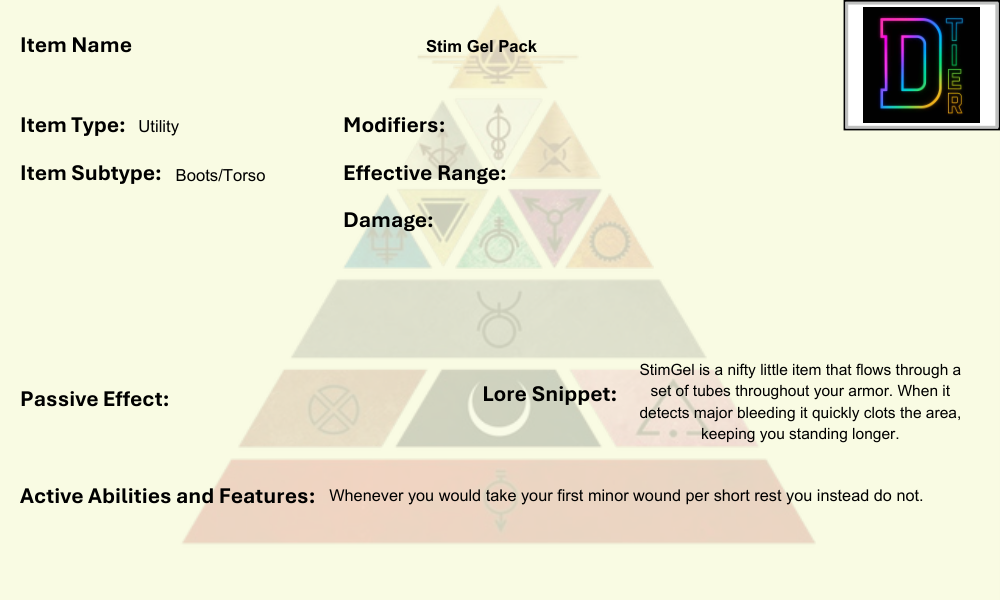 Item Name
Stim Gel Pack
D
TIER
Item Type: Utility
Modifiers:
Item Subtype: Boots/Torso
Effective Range:
Damage:
Passive Effect:
Lore Snippet:
StimGel is a nifty little item that flows through a
set of tubes throughout your armor. When it
detects major bleeding it quickly clots the area,
keeping you standing longer.
Active Abilities and Features: Whenever you would take your first minor wound per short rest you instead do not.